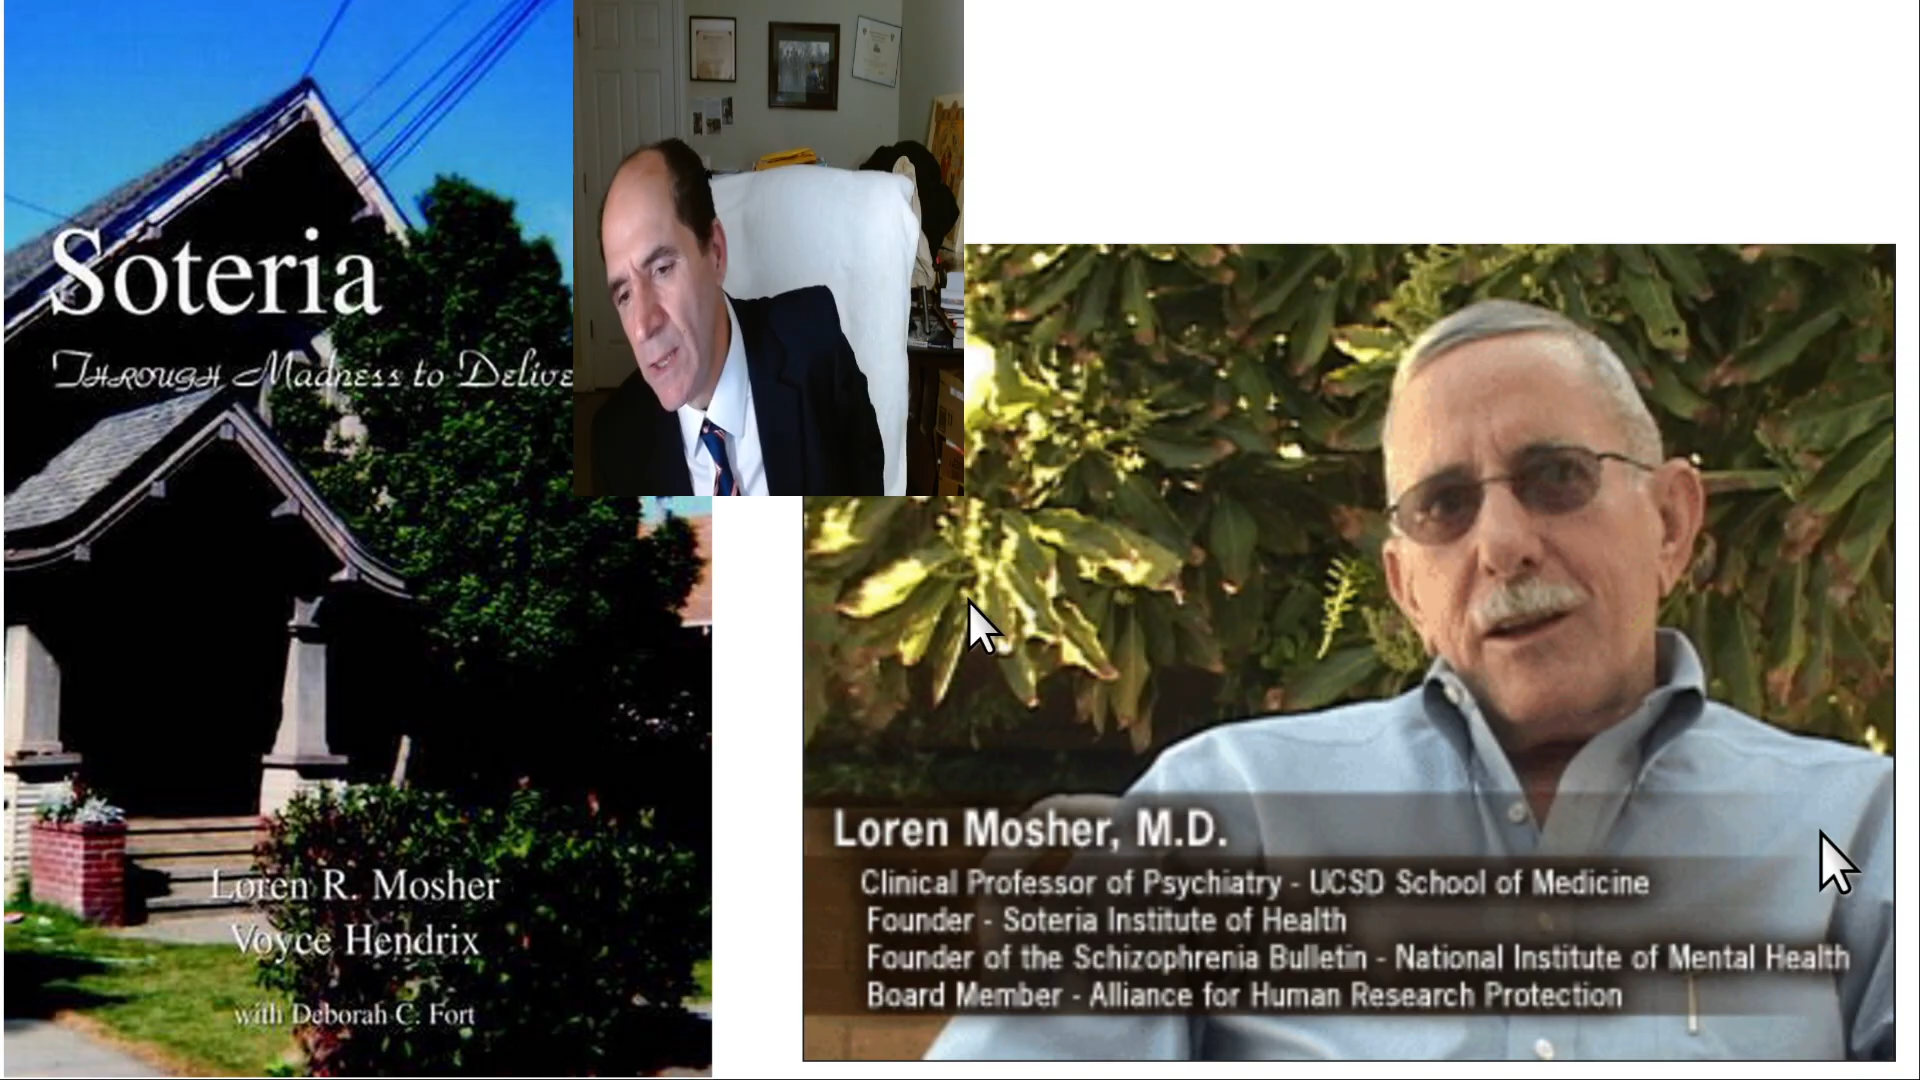 Soteria
Through Madness to Delive
Loren R. Mosher
Voyce Hendrix
with Deborah C. Fort
Loren Mosher, M.D.
Clinical Professor of Psychiatry - UCSD School of Medicine
Founder - Soteria Institute of Health
Founder of the Schizophrenia Bulletin - National Institute of Mental Health
Board Member - Alliance for Human Research Protection